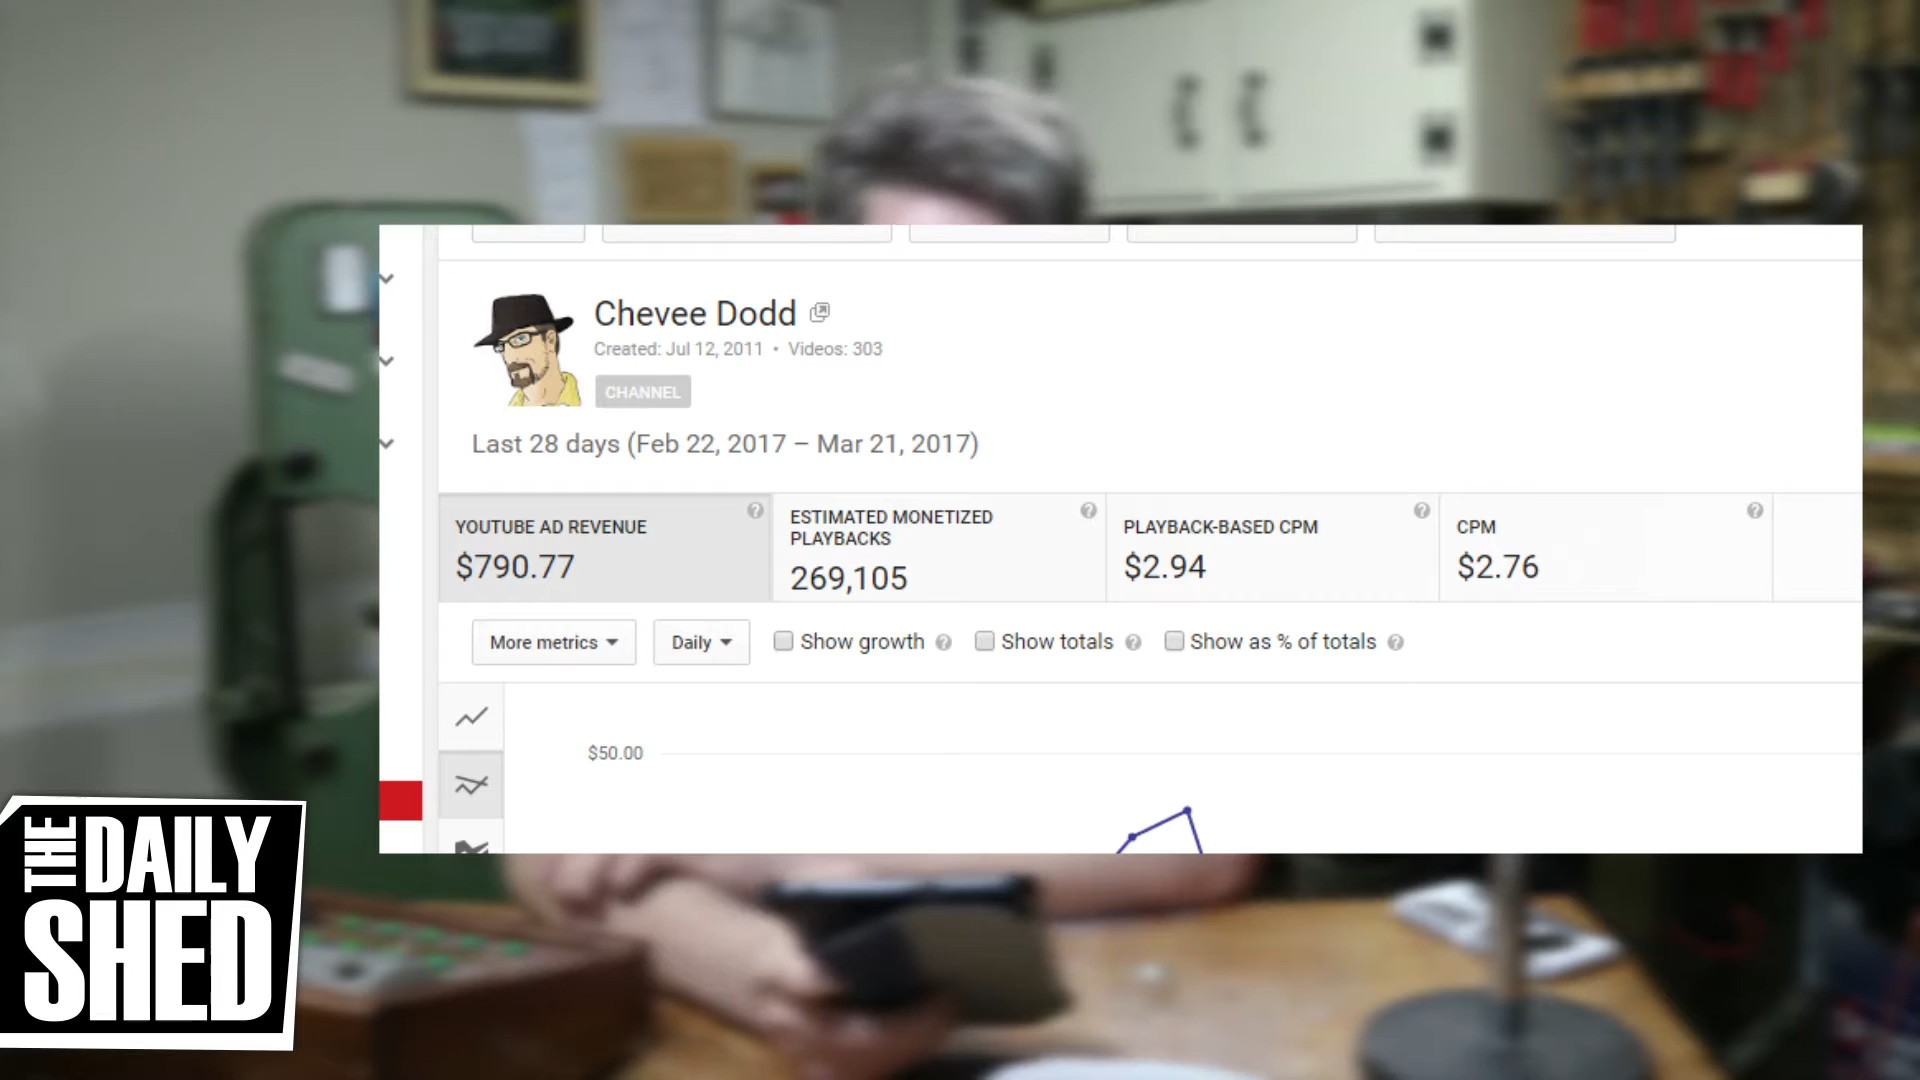 Chevee Dodd
Created: Jul 12, 2011 • Videos: 303
CHANNEL
Last 28 days (Feb 22, 2017 – Mar 21, 2017)
YOUTUBE AD REVENUE
$790.77
ESTIMATED MONETIZED
PLAYBACKS
269,105
PLAYBACK-BASED CPM
$2.94
CPM
$2.76
More metrics
Daily
Show growth
Show totals
Show as % of totals
$50.00
THE
DAILY
SHED